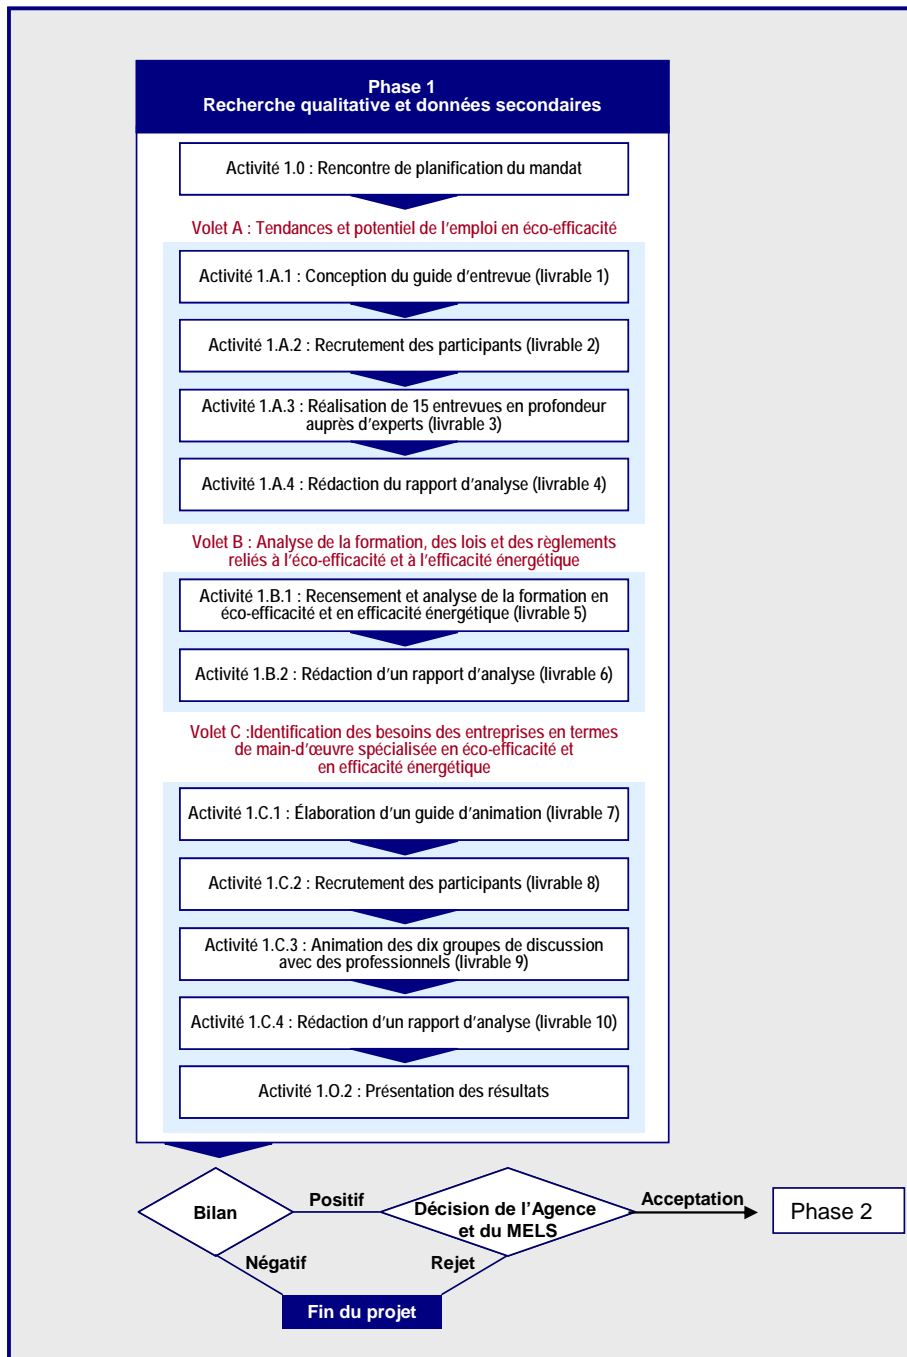 Phase 1
Recherche qualitative et données secondaires
Activité 1.0 : Rencontre de planification du mandat
Volet A : Tendances et potentiel de l'emploi en éco-efficacité
Activité 1.A.1 : Conception du guide d'entrevue (livrable 1)
Activité 1.A.2 : Recrutement des participants (livrable 2)
Activité 1.A.3 : Réalisation de 15 entrevues en profondeur
auprès d'experts (livrable 3)
Activité 1.A.4 : Rédaction du rapport d'analyse (livrable 4)
Volet B : Analyse de la formation, des lois et des règlements
reliés à l'éco-efficacité et à l'efficacité énergétique
Activité 1.B.1 : Recensement et analyse de la formation en
éco-efficacité et en efficacité énergétique (livrable 5)
Activité 1.B.2 : Rédaction d'un rapport d'analyse (livrable 6)
Volet C :Identification des besoins des entreprises en termes
de main-d'œuvre spécialisée en éco-efficacité et
en efficacité énergétique
Activité 1.C.1 : Élaboration d'un guide d'animation (livrable 7)
Activité 1.C.2 : Recrutement des participants (livrable 8)
Activité 1.C.3 : Animation des dix groupes de discussion
avec des professionnels (livrable 9)
Activité 1.C.4 : Rédaction d'un rapport d'analyse (livrable 10)
Activité 1.O.2 : Présentation des résultats
Bilan
Positif
Décision de l'Agence
et du MELS
Acceptation
Phase 2
Négatif
Rejet
Fin du projet